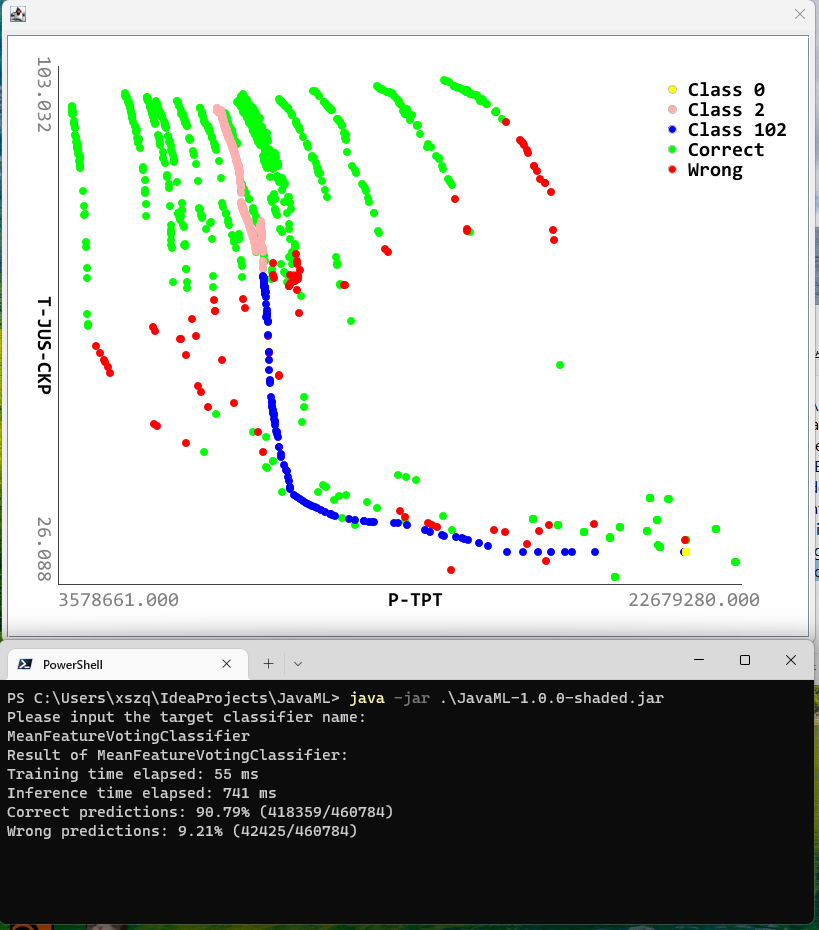 103.032
T-JUS-CKP
26.088
Class 0
Class 2
Class 102
Correct
Wrong
3578661.000
P-TPT
22679280.000
PowerShell
PS C:\Users\xszq\IdeaProjects\JavaML> java -jar .\JavaML-1.0.0-shaded.jar
Please input the target classifier name:
MeanFeatureVotingClassifier
Result of MeanFeatureVotingClassifier:
Training time elapsed: 55 ms
Inference time elapsed: 741 ms
Correct predictions: 90.79% (418359/460784)
Wrong predictions: 9.21% (42425/460784)